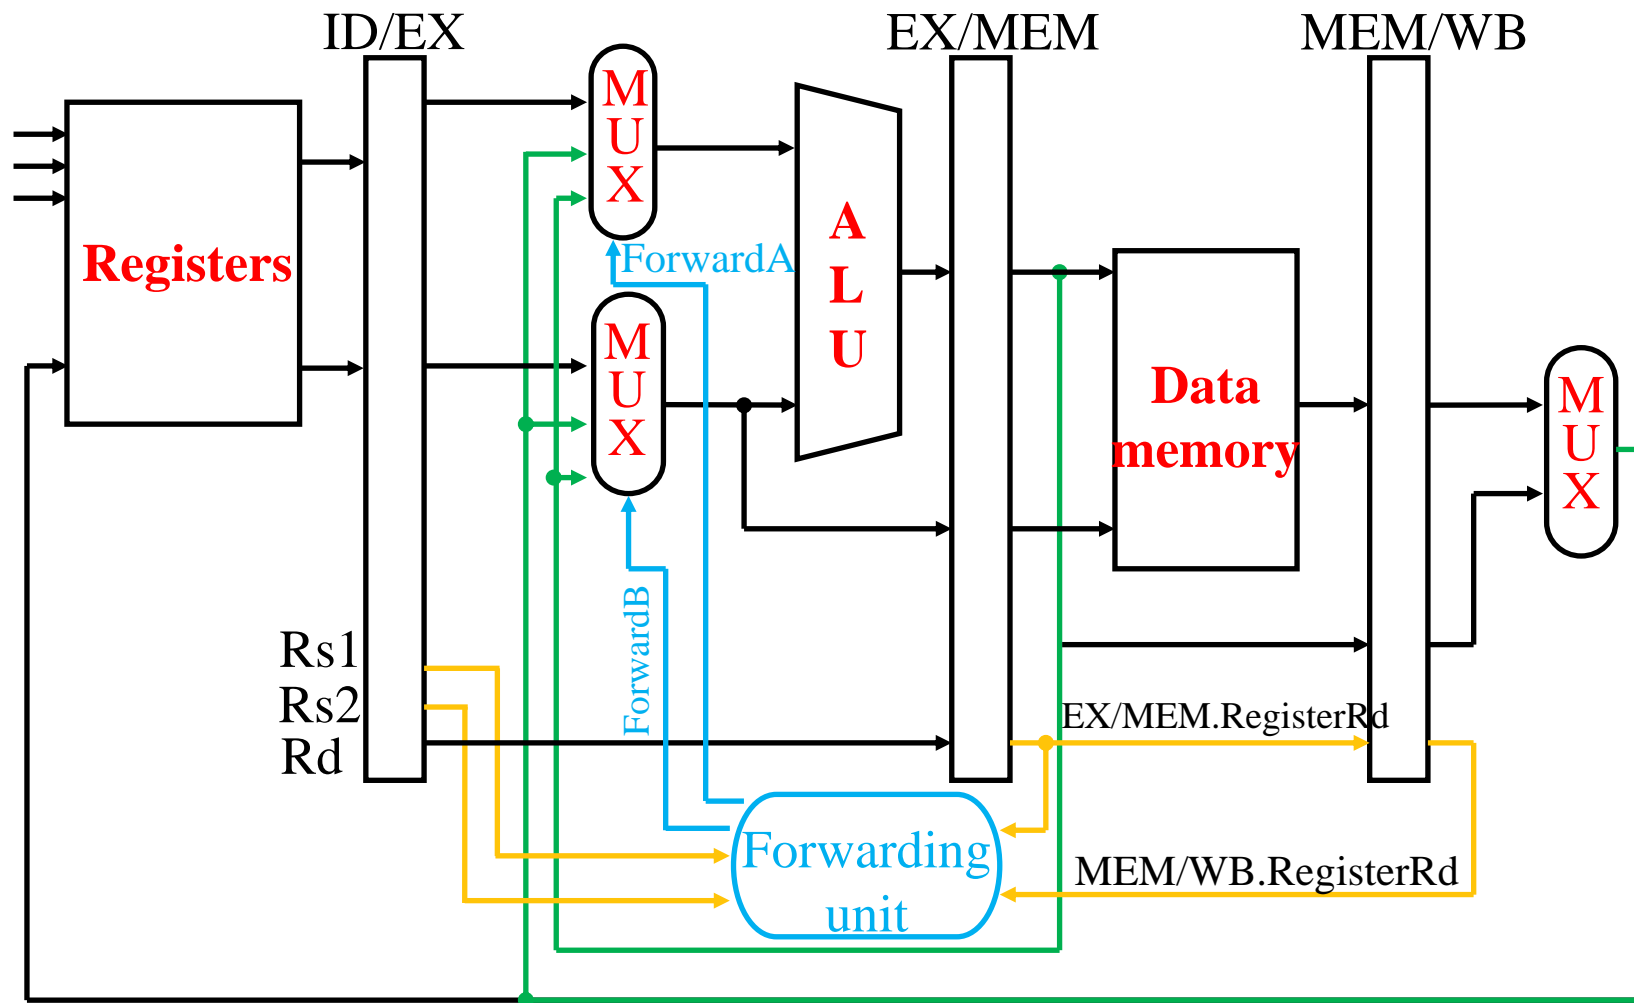 ID/EX
EX/MEM
MEM/WB
M
U
X
Registers
ForwardA
A
L
U
M
U
X
Data
memory
M
U
X
ForwardB
Rs1
Rs2
Rd
EX/MEM.RegisterRd
Forwarding
unit
MEM/WB.RegisterRd